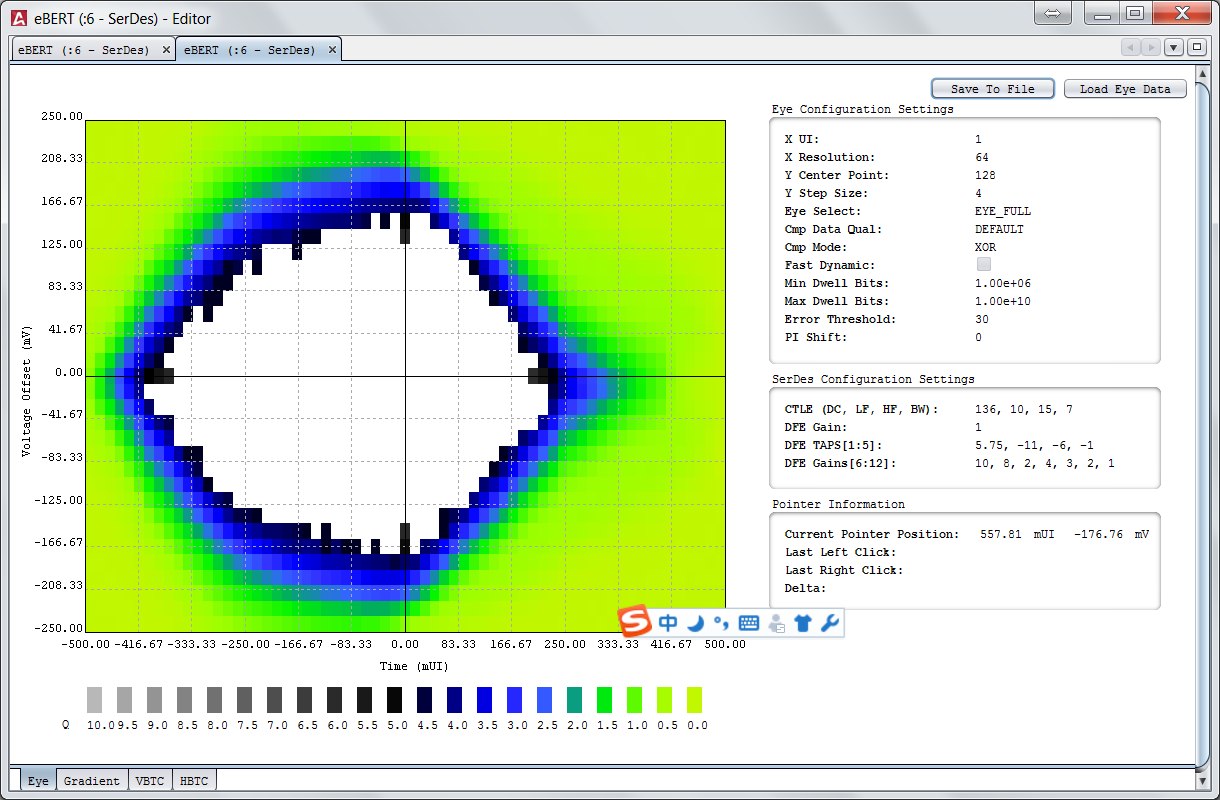 eBERT (:6 - SerDes) - Editor
eBERT (:6 - SerDes) × eBERT (:6 - SerDes) ×
Save To File Load Eye Data
Eye Configuration Settings
X UI: 1
X Resolution: 64
Y Center Point: 128
Y Step Size: 4
Eye Select: EYE_FULL
Cmp Data Qual: DEFAULT
Cmp Mode: XOR
Fast Dynamic:
Min Dwell Bits: 1.00e+06
Max Dwell Bits: 1.00e+10
Error Threshold: 30
PI Shift: 0
SerDes Configuration Settings
CTLE (DC, LF, HF, BW): 136, 10, 15, 7
DFE Gain: 1
DFE TAPS[1:5]: 5.75, -11, -6, -1
DFE Gains[6:12]: 10, 8, 2, 4, 3, 2, 1
Pointer Information
Current Pointer Position: 557.81 mUI -176.76 mV
Last Left Click:
Last Right Click:
Delta:
Voltage Offset (mV)
250.00
208.33
166.67
125.00
83.33
41.67
0.00
-41.67
-83.33
-125.00
-166.67
-208.33
-250.00
-500.00 -416.67 -333.33 -250.00 -166.67 -83.33 0.00 83.33 166.67 250.00 333.33 416.67 500.00
Time (mUI)
S 中
Q 10.0 9.5 9.0 8.5 8.0 7.5 7.0 6.5 6.0 5.5 5.0 4.5 4.0 3.5 3.0 2.5 2.0 1.5 1.0 0.5 0.0
Eye Gradient VBTC HBTC